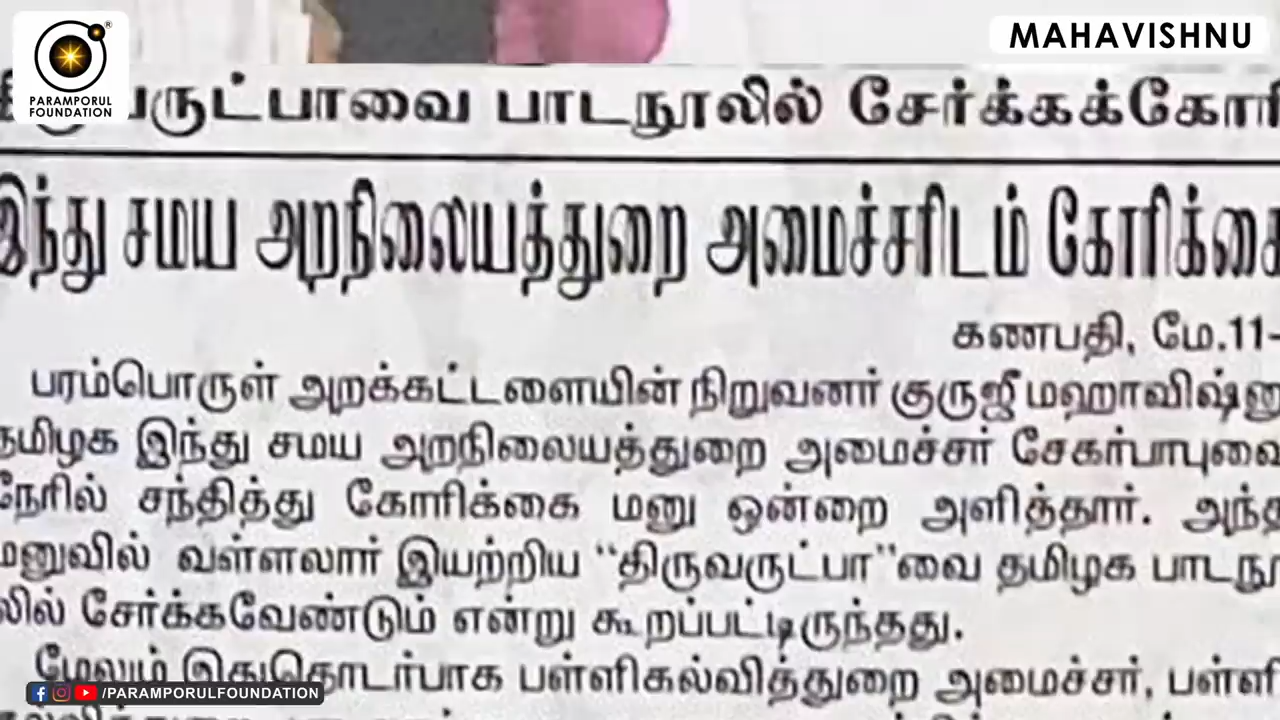 PARAMPORUL
FOUNDATION
MAHAVISHNU
பாடநூலில் சேர்க்கக்கோரி
இந்து சமய அறநிலையத்துறை அமைச்சரிடம் கோரிக்கை
கணபதி, மே.11-
பரம்பொருள் அறக்கட்டளையின் நிறுவனர் குருஜீ மஹாவிஷ்னு
தமிழக இந்து சமய அறநிலையத்துறை அமைச்சர் சேகர்பாபுவை
நேரில் சந்தித்து கோரிக்கை மனு ஒன்றை அளித்தார். அந்த
மனுவில் வள்ளலார் இயற்றிய "திருவருட்பா"வை தமிழக பாடநூ
லில் சேர்க்கவேண்டும் என்று கூறப்பட்டிருந்தது.
மேலும் இதுதொடர்பாக பள்ளிகல்வித்துறை அமைச்சர், பள்ளி
/PARAMPORULFOUNDATION